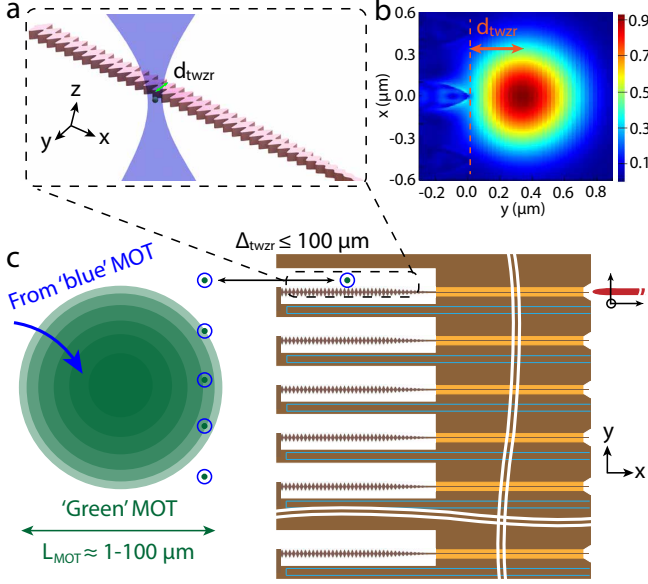 a
d_twzr
z
y
x
b
d_twzr
0.6
0.3
0.0
-0.3
-0.6
x (μm)
-0.2 0.0 0.2 0.4 0.6 0.8
y (μm)
0.9
0.7
0.5
0.3
0.1
Δ_twzr ≤ 100 μm
c
From 'blue' MOT
'Green' MOT
L_MOT ≈ 1-100 μm
y
x